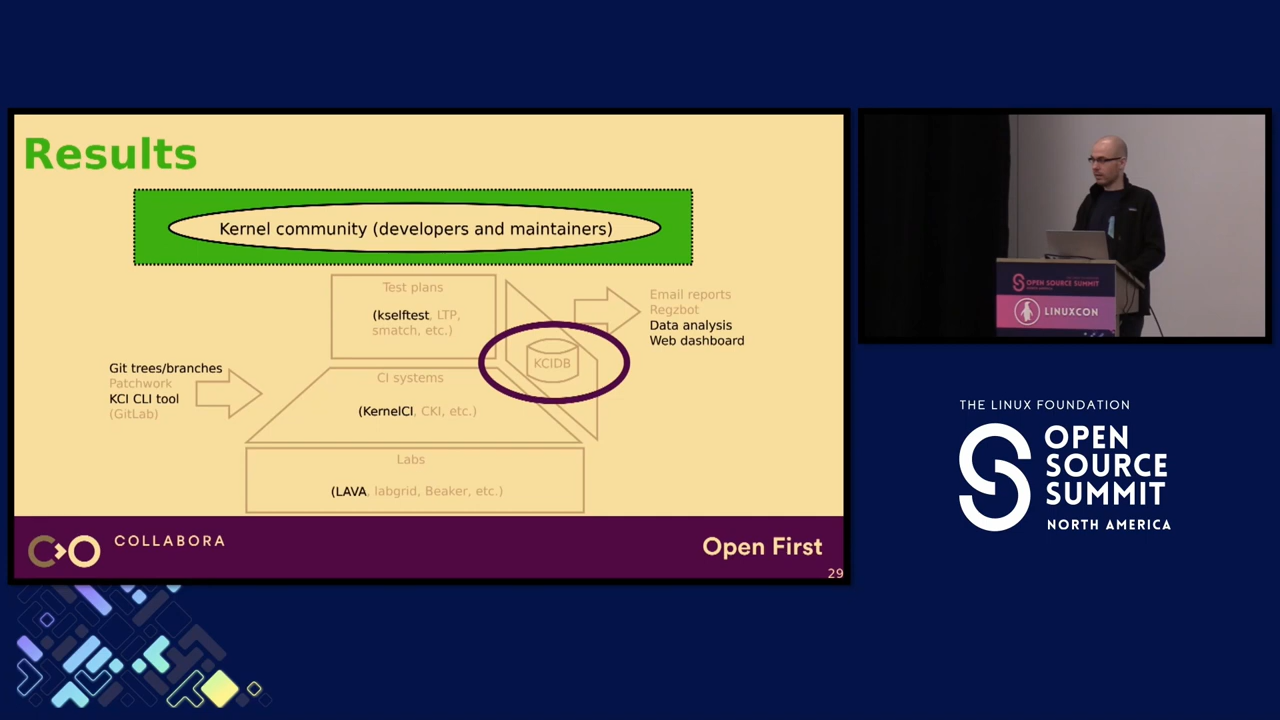 Results
Kernel community (developers and maintainers)
Test plans
(kselftest, LTP,
smatch, etc.)
Email reports
Regzbot
Data analysis
Web dashboard
KCIDB
Git trees/branches
Patchwork
KCI CLI tool
(GitLab)
CI systems
(KernelCI, CKI, etc.)
Labs
(LAVA, labgrid, Beaker, etc.)
COLLABORA
Open First
29
OPEN SOURCE SUMMIT
LINUXCON
THE LINUX FOUNDATION
OPEN
SOURCE
SUMMIT
NORTH AMERICA